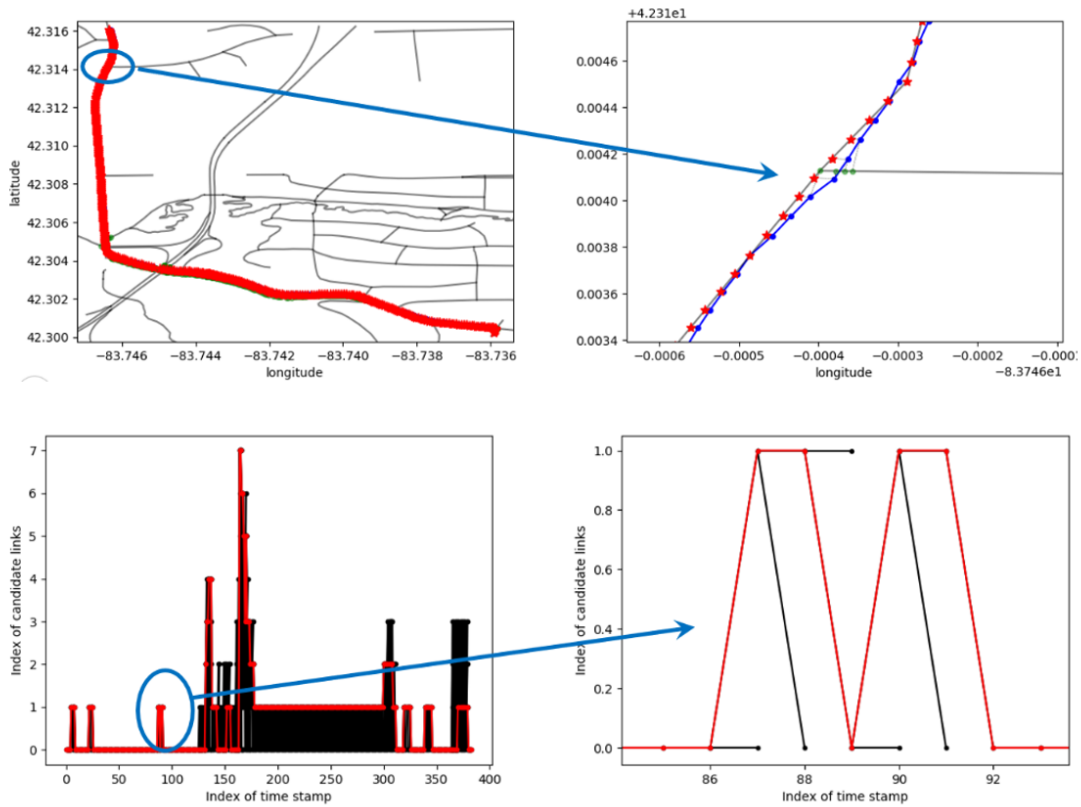 42.316
42.314
42.312
42.310
42.308
42.306
42.304
42.302
42.300
latitude
−83.746 −83.744 −83.742 −83.740 −83.738 −83.736
longitude
+4.231e1
0.0046
0.0044
0.0042
0.0040
0.0038
0.0036
0.0034
−0.0006 −0.0005 −0.0004 −0.0003 −0.0002 −0.000
longitude
−8.3746e1
7
6
5
4
3
2
1
0
Index of candidate links
0 50 100 150 200 250 300 350 400
Index of time stamp
1.0
0.8
0.6
0.4
0.2
0.0
Index of candidate links
86 88 90 92
Index of time stamp